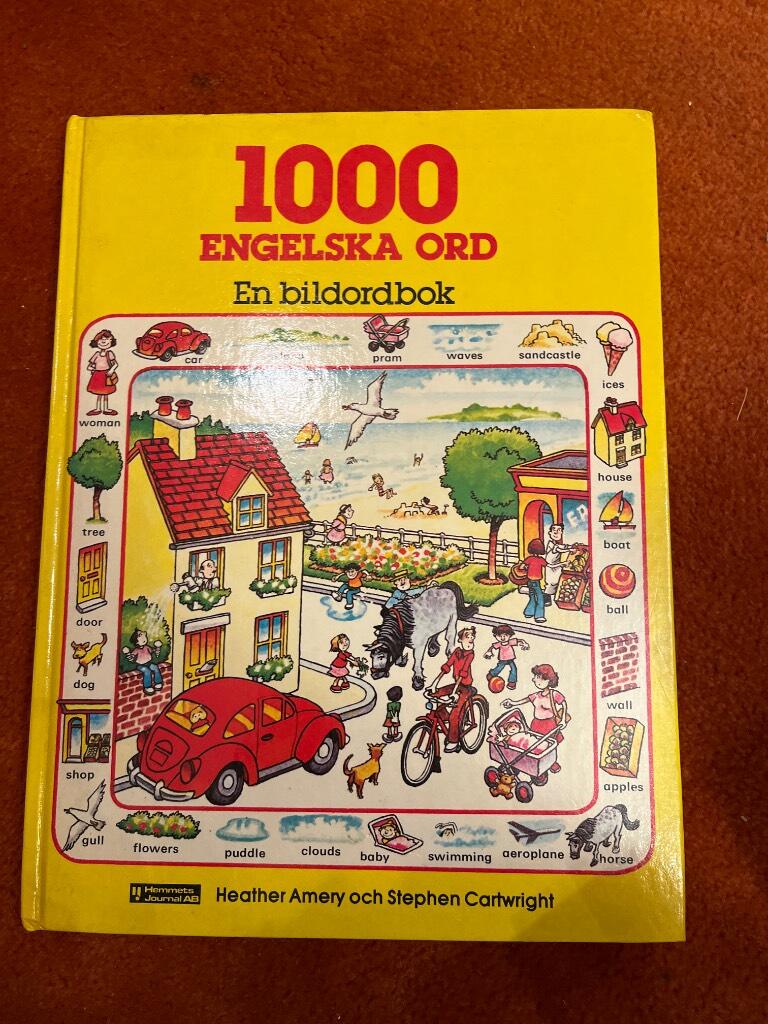 1000
ENGELSKA ORD
En bildordbok
car
pram
waves
sandcastle
ices
woman
house
tree
boat
door
ball
dog
wall
shop
apples
gull
flowers
puddle
clouds
baby
swimming
aeroplane
horse
Hemmets
Journal AB
Heather Amery och Stephen Cartwright